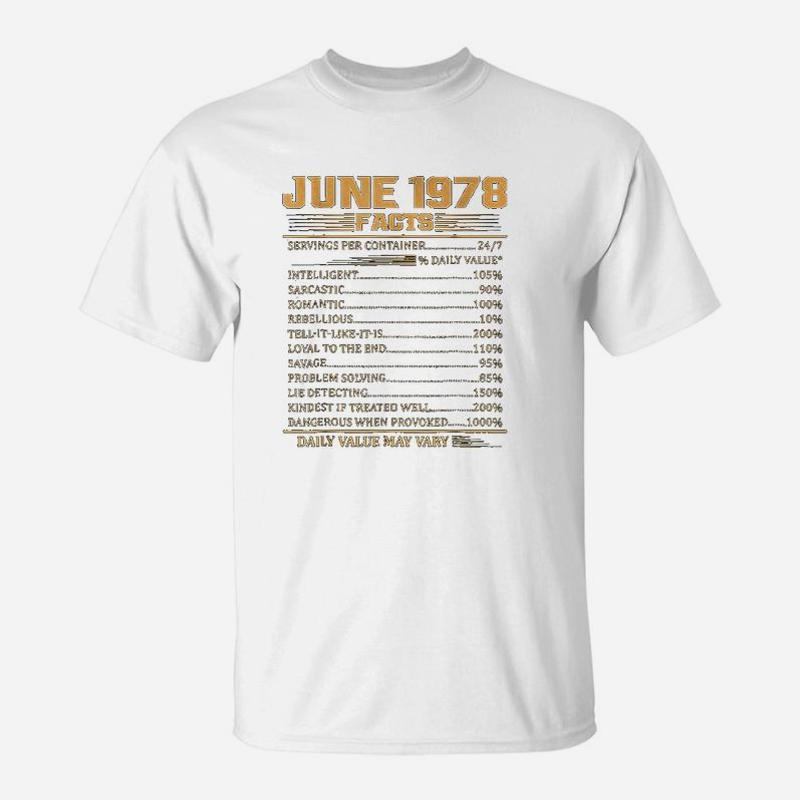 JUNE 1978
FACTS
SERVINGS PER CONTAINER..............24/7
% DAILY VALUE*
INTELLIGENT..............105%
SARCASTIC..............90%
ROMANTIC..............100%
REBELLIOUS..............10%
TELL-IT-LIKE-IT-IS..............200%
LOYAL TO THE END..............110%
SAVAGE..............95%
PROBLEM SOLVING..............85%
LIE DETECTING..............150%
KINDEST IF TREATED WELL..............200%
DANGEROUS WHEN PROVOKED......1000%
DAILY VALUE MAY VARY